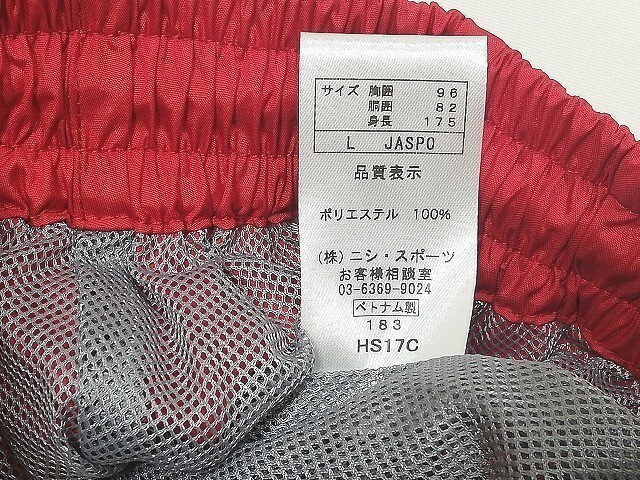 サイズ 胸囲 96
胴囲 82
身長 175
L JASPO
品質表示
ポリエステル 100%
(株) ニシ・スポーツ
お客様相談室
03-6369-9024
ベトナム製
183
HS17C